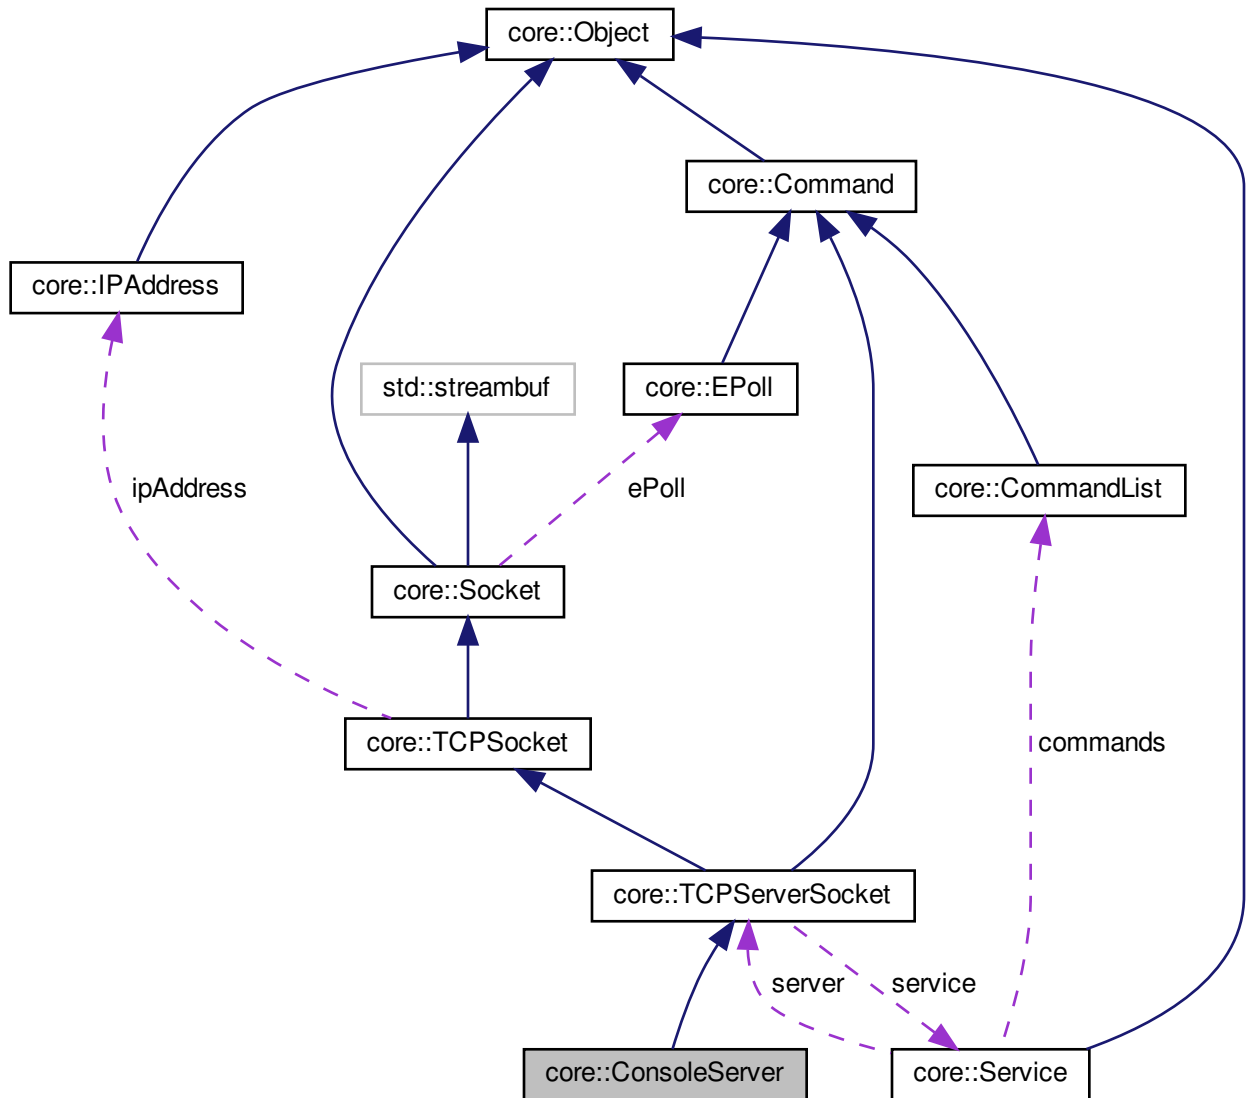 core::Object
core::Command
core::IPAddress
std::streambuf
core::EPoll
ipAddress
ePoll
core::CommandList
core::Socket
core::TCPSocket
commands
core::TCPServerSocket
server
service
core::ConsoleServer
core::Service